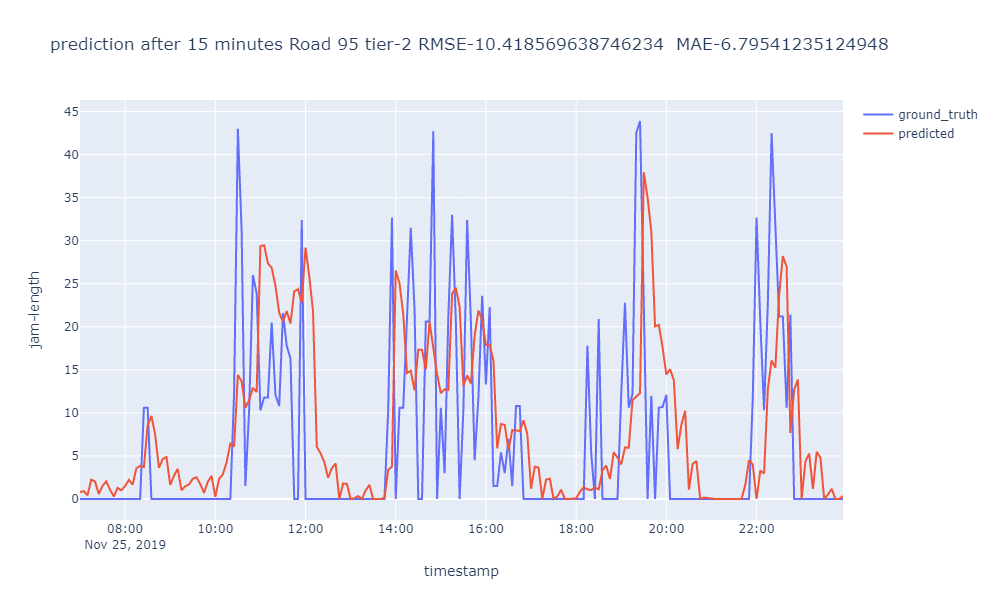 prediction after 15 minutes Road 95 tier-2 RMSE-10.418569638746234  MAE-6.79541235124948
ground_truth
predicted
45
40
35
30
25
20
15
10
5
0
jam-length
08:00 10:00 12:00 14:00 16:00 18:00 20:00 22:00
Nov 25, 2019
timestamp